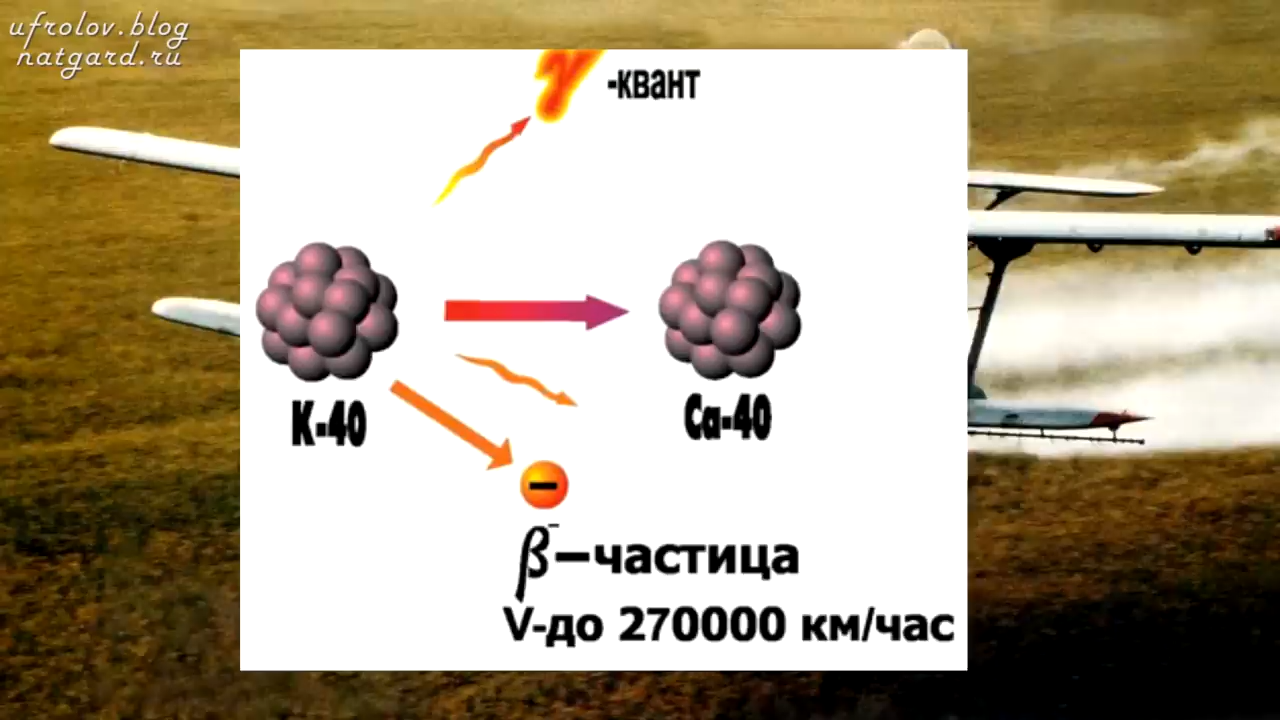 ufrolov.blog
natgard.ru
γ -квант
K-40
Ca-40
−
β⁻–частица
V-до 270000 км/час